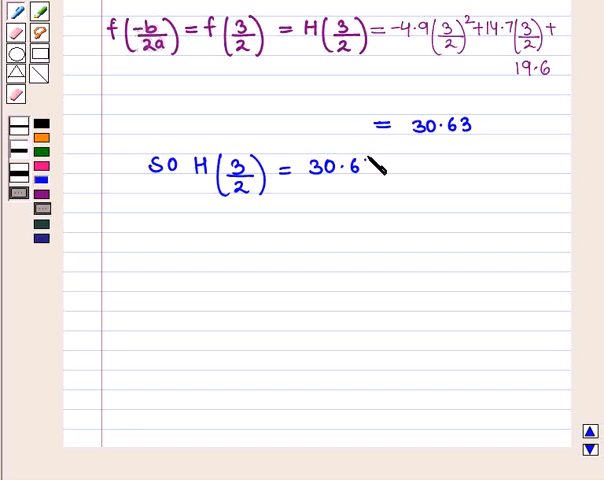 f(-b/2a) = f(3/2) = H(3/2) = -4·9(3/2)² + 14·7(3/2) +
19·6
= 30·63
SO H(3/2) = 30·6